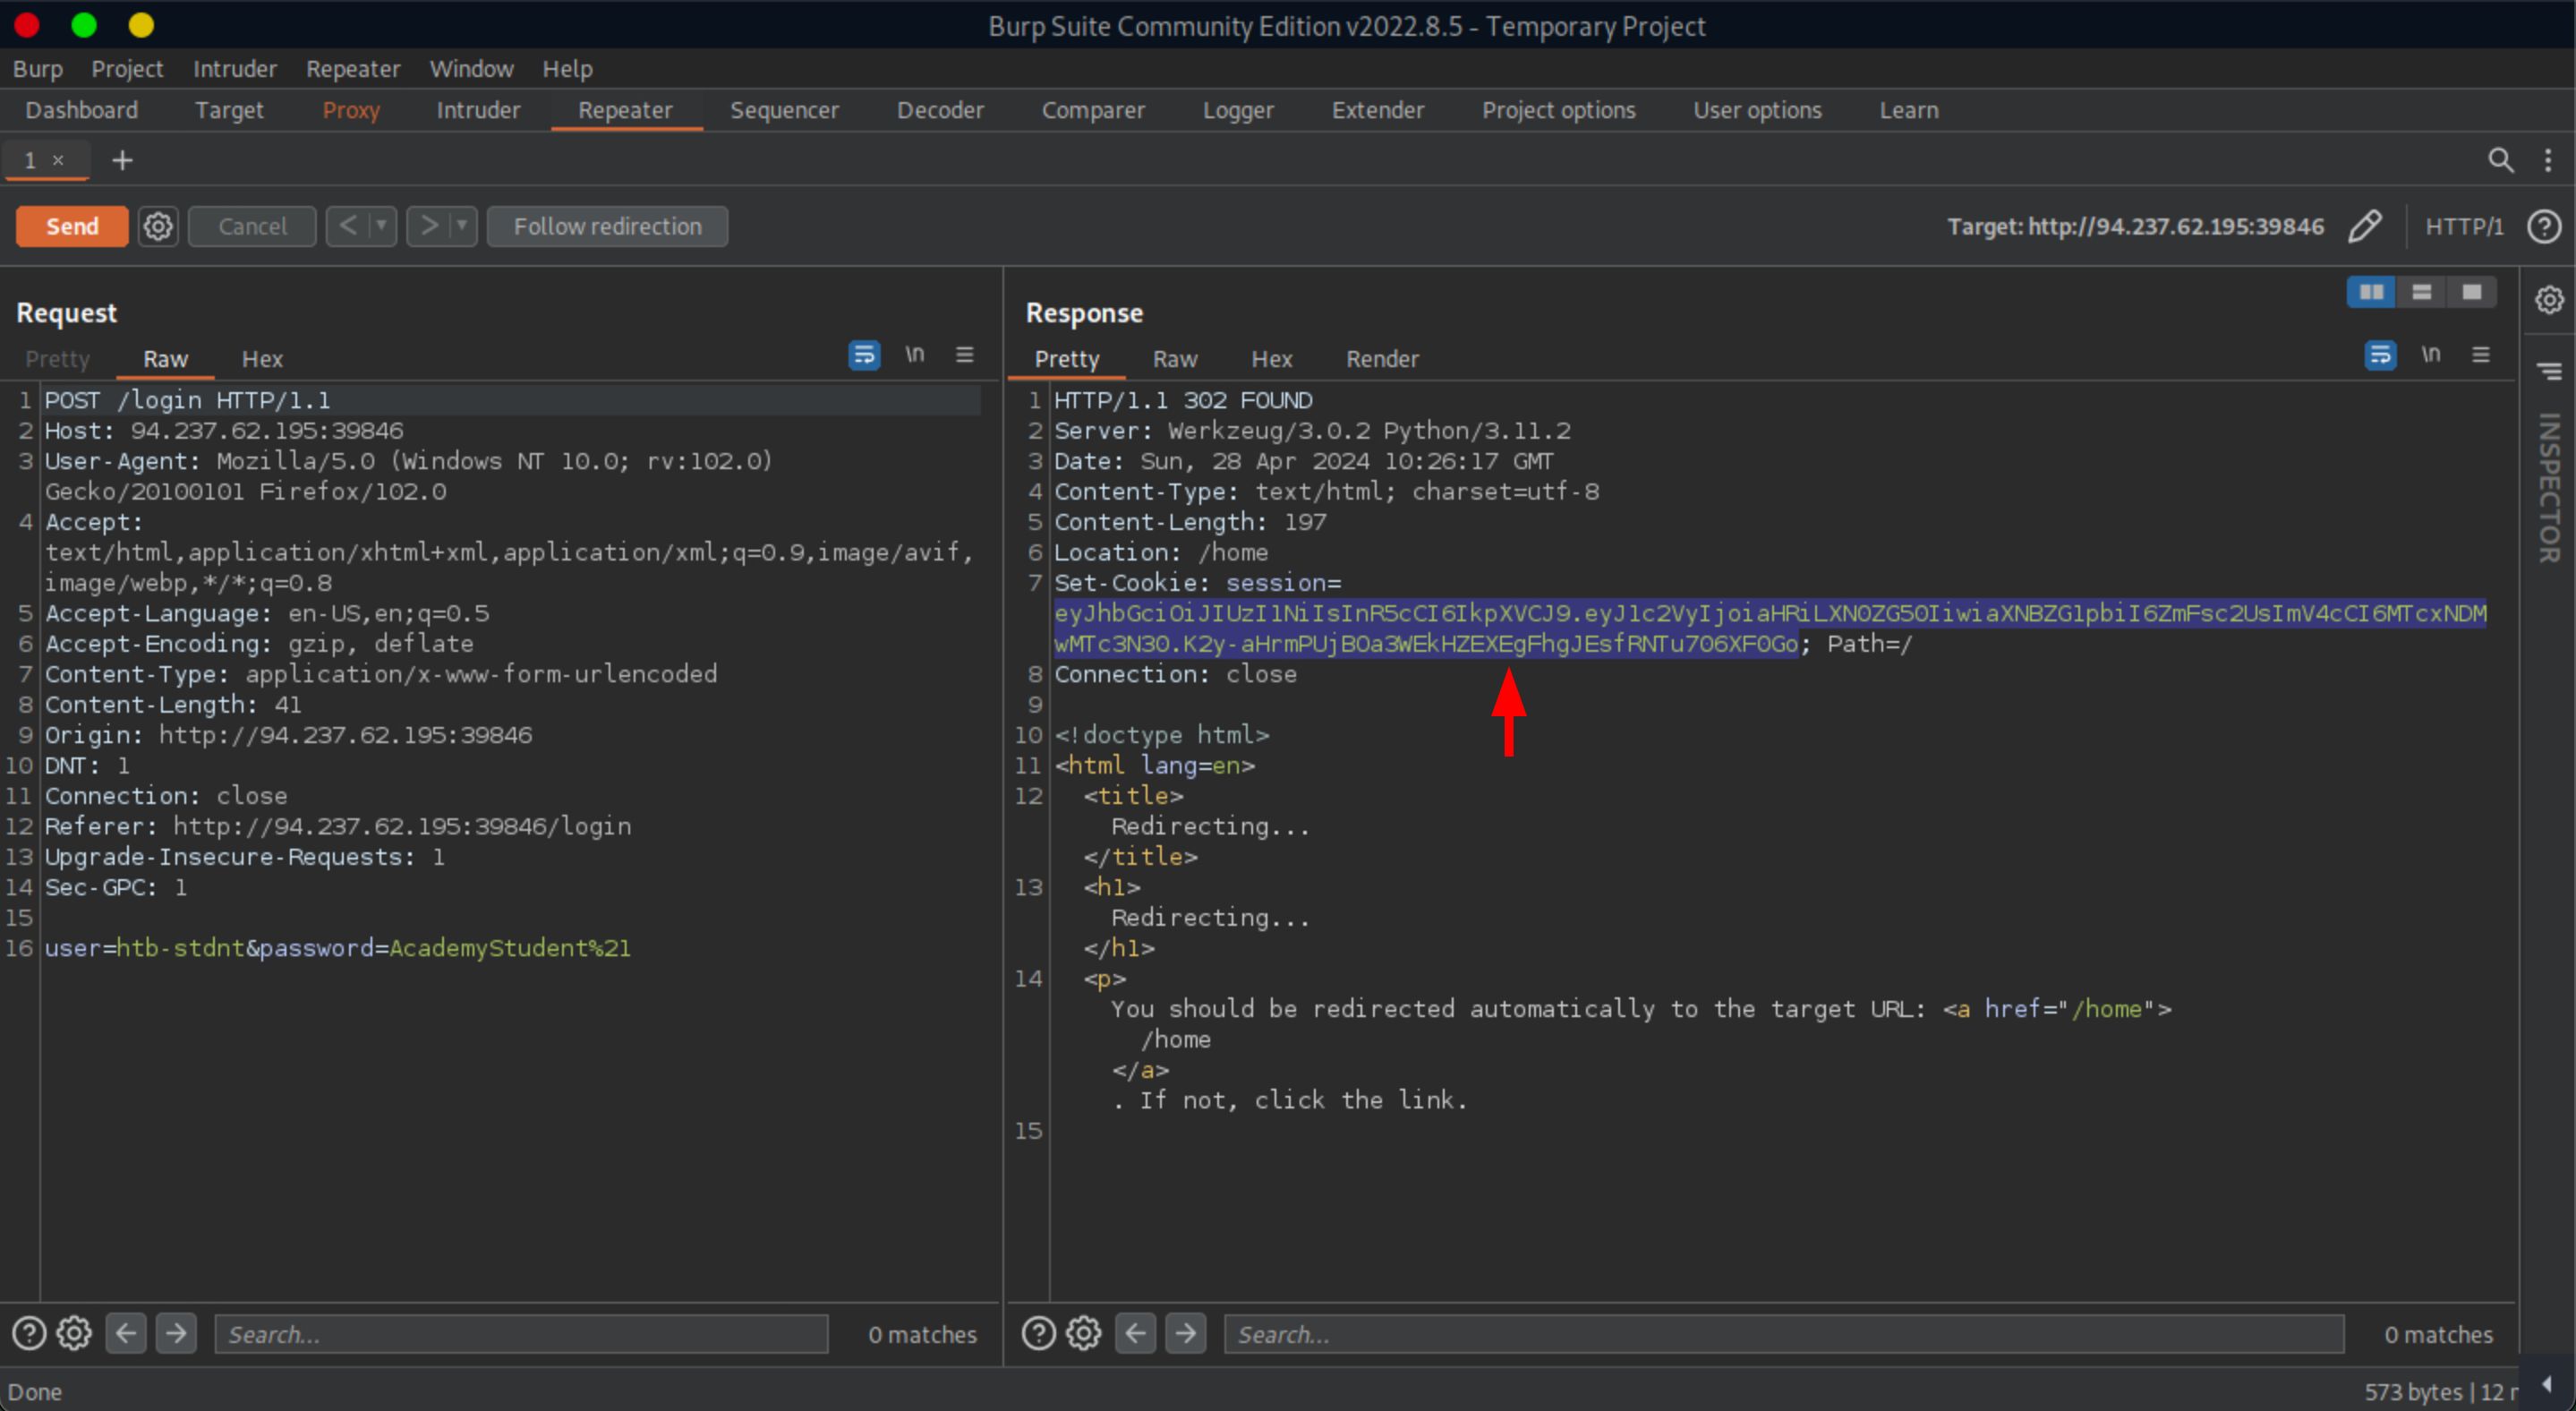 Burp Suite Community Edition v2022.8.5 - Temporary Project
Burp Project Intruder Repeater Window Help
Dashboard Target Proxy Intruder Repeater Sequencer Decoder Comparer Logger Extender Project options User options Learn
1 × +
Send Cancel < > Follow redirection Target: http://94.237.62.195:39846 HTTP/1
Request
Pretty Raw Hex \n
1 POST /login HTTP/1.1
2 Host: 94.237.62.195:39846
3 User-Agent: Mozilla/5.0 (Windows NT 10.0; rv:102.0)
Gecko/20100101 Firefox/102.0
4 Accept:
text/html,application/xhtml+xml,application/xml;q=0.9,image/avif,
image/webp,*/*;q=0.8
5 Accept-Language: en-US,en;q=0.5
6 Accept-Encoding: gzip, deflate
7 Content-Type: application/x-www-form-urlencoded
8 Content-Length: 41
9 Origin: http://94.237.62.195:39846
10 DNT: 1
11 Connection: close
12 Referer: http://94.237.62.195:39846/login
13 Upgrade-Insecure-Requests: 1
14 Sec-GPC: 1
15
16 user=htb-stdnt&password=AcademyStudent%21
Search... 0 matches
Response
Pretty Raw Hex Render \n
1 HTTP/1.1 302 FOUND
2 Server: Werkzeug/3.0.2 Python/3.11.2
3 Date: Sun, 28 Apr 2024 10:26:17 GMT
4 Content-Type: text/html; charset=utf-8
5 Content-Length: 197
6 Location: /home
7 Set-Cookie: session=
eyJhbGciOiJIUzI1NiIsInR5cCI6IkpXVCJ9.eyJ1c2VyIjoiaHRiLXN0ZG50IiwiaXNBZG1pbiI6ZmFsc2UsImV4cCI6MTcxNDM
wMTc3N30.K2y-aHrmPUjBOa3WEkHZEXEgFhgJEsfRNTu706XF0Go; Path=/
8 Connection: close
9
10 <!doctype html>
11 <html lang=en>
12 <title>
Redirecting...
</title>
13 <h1>
Redirecting...
</h1>
14 <p>
You should be redirected automatically to the target URL: <a href="/home">
/home
</a>
. If not, click the link.
15
Search... 0 matches
INSPECTOR
Done
573 bytes | 12